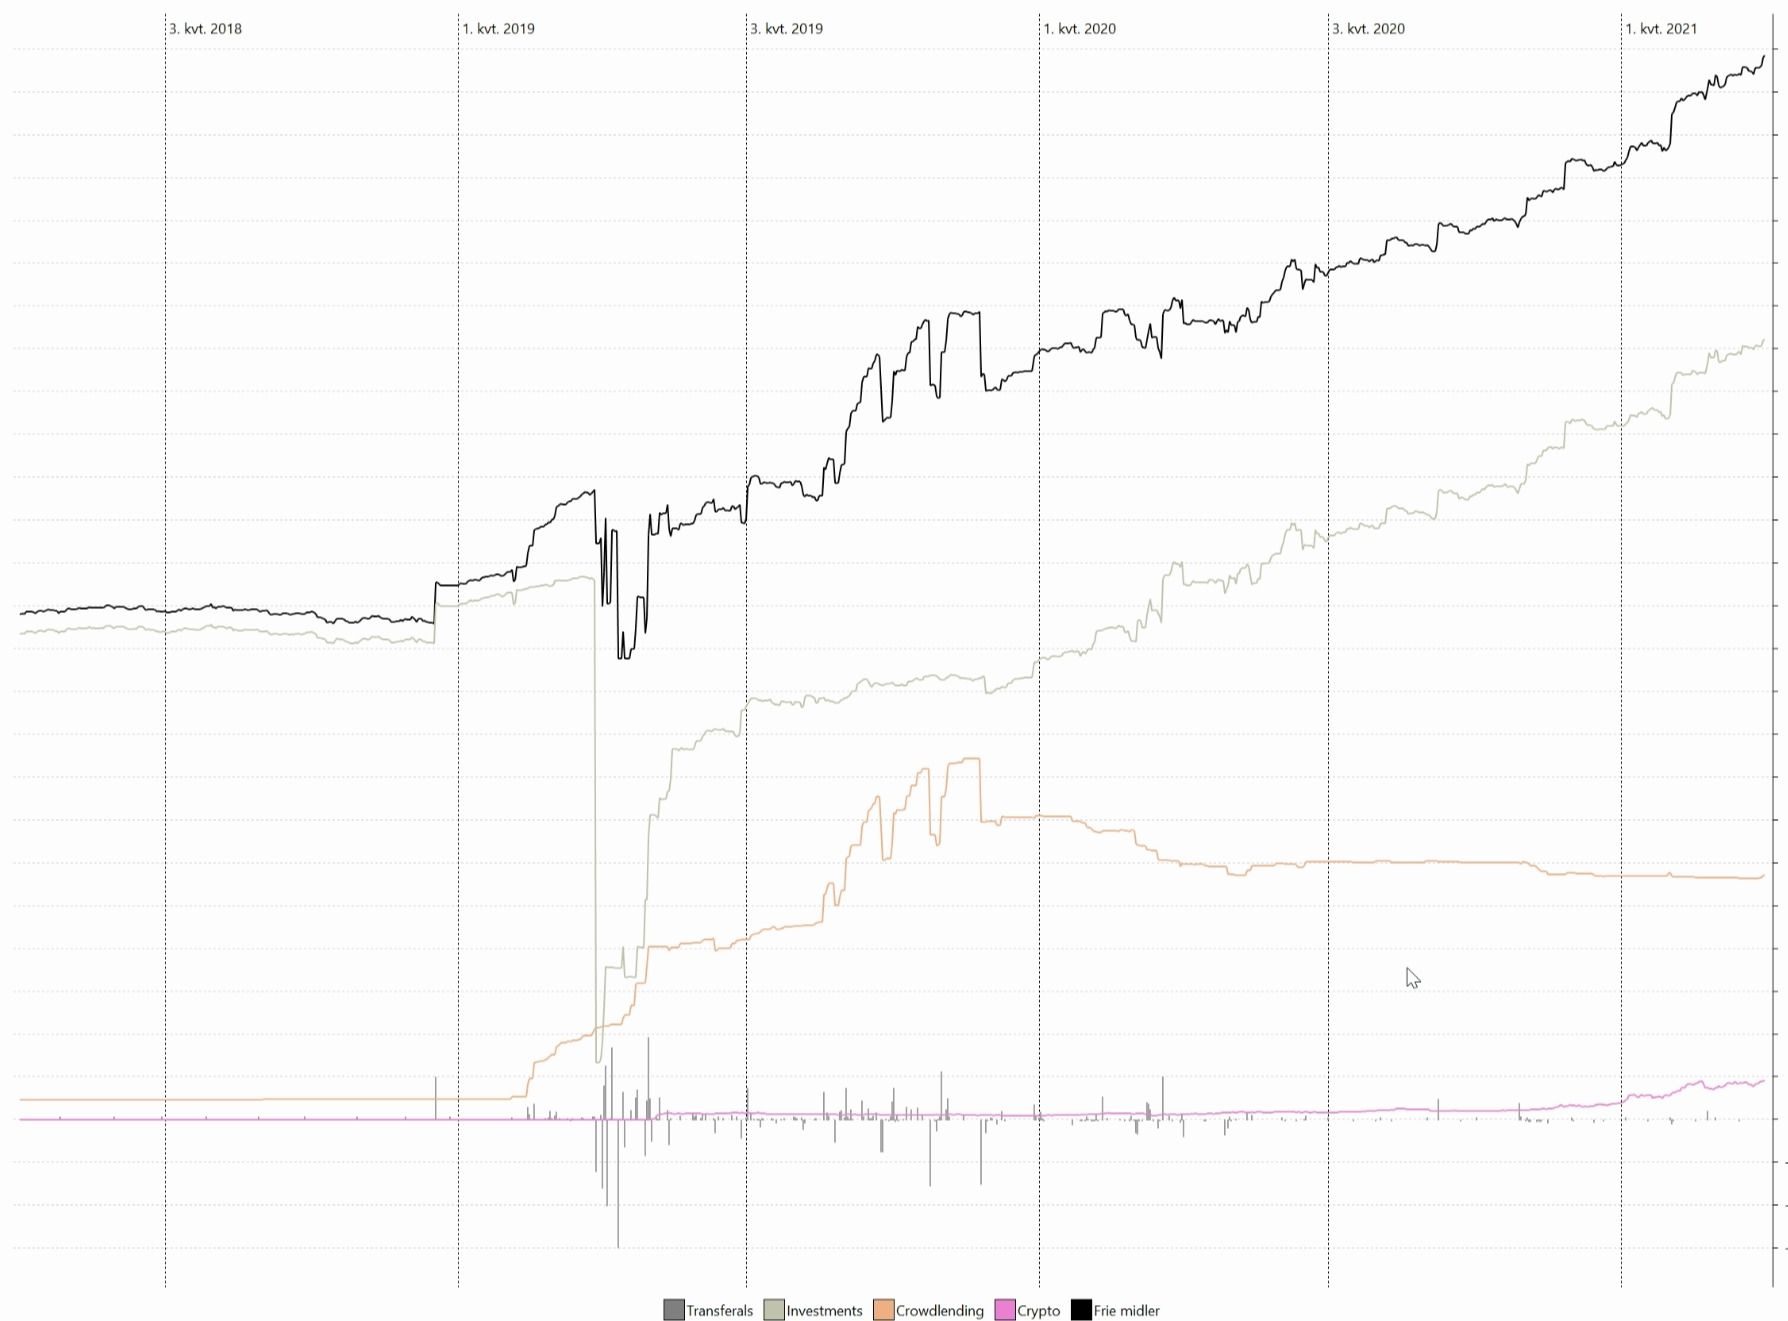 3. kvt. 2018
1. kvt. 2019
3. kvt. 2019
1. kvt. 2020
3. kvt. 2020
1. kvt. 2021
Transferals Investments Crowdlending Crypto Frie midler